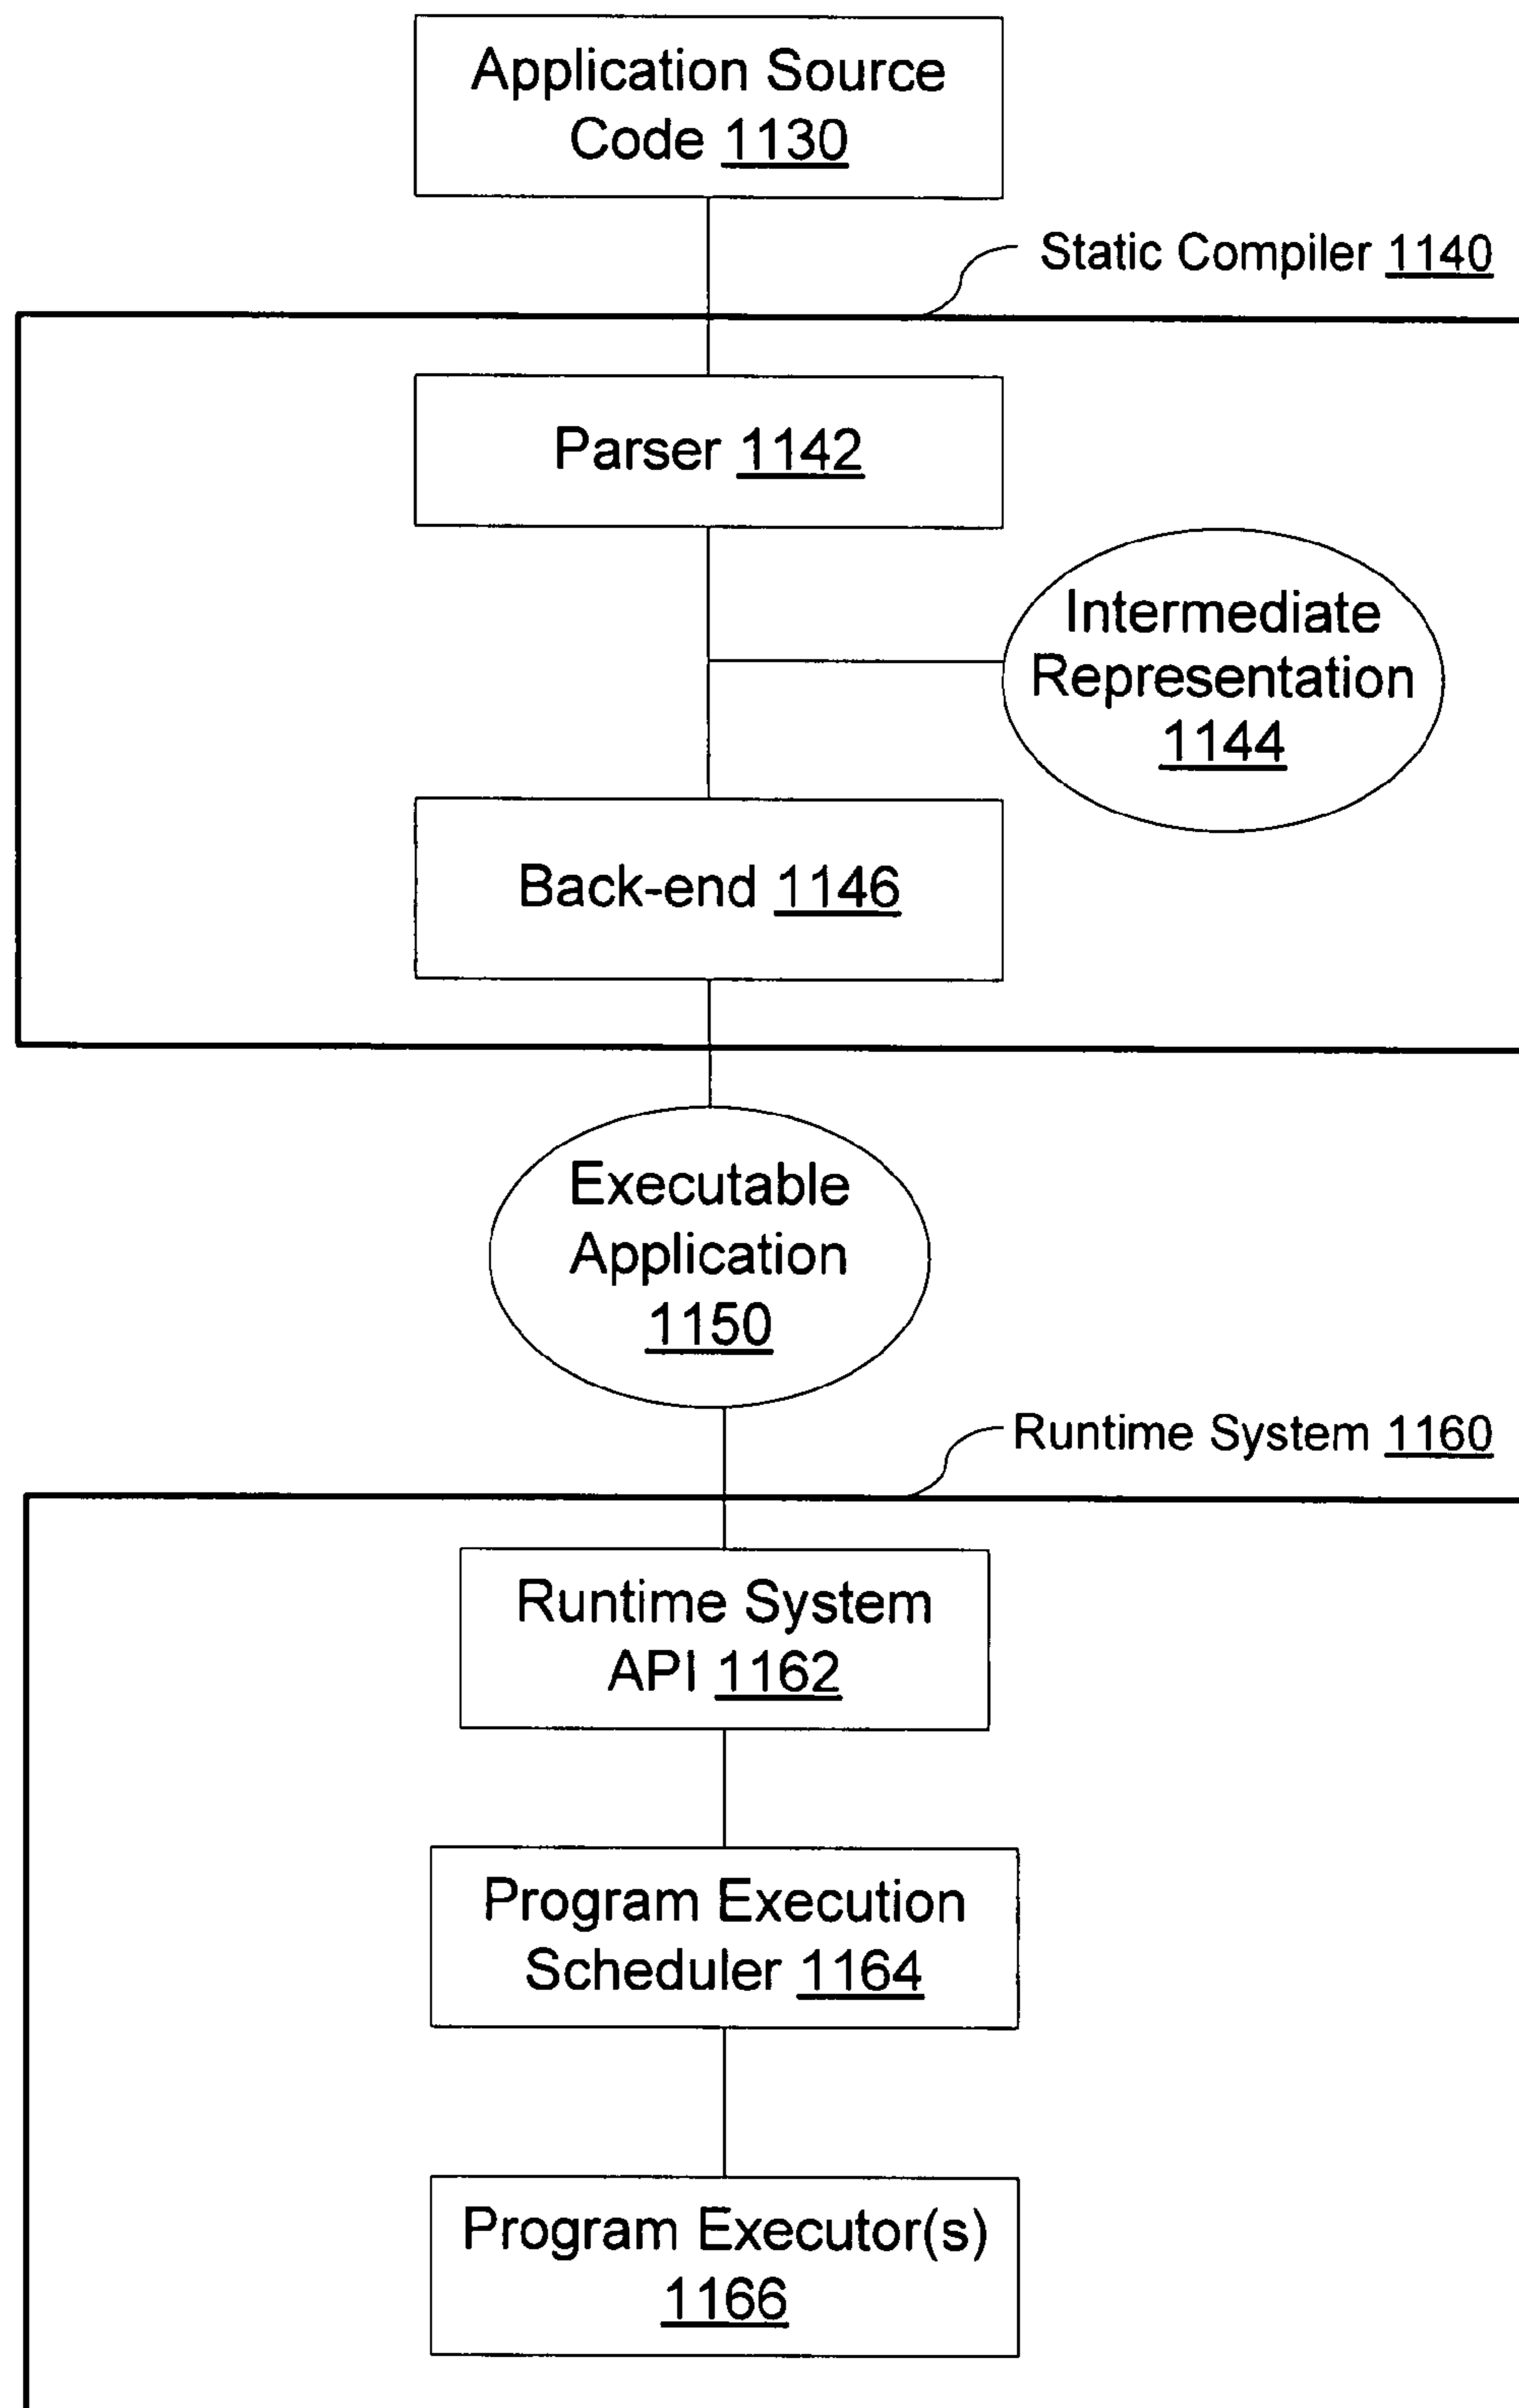 Application Source
Code 1130
Static Compiler 1140
Parser 1142
Intermediate
Representation
1144
Back-end 1146
Executable
Application
1150
Runtime System 1160
Runtime System
API 1162
Program Execution
Scheduler 1164
Program Executor(s)
1166